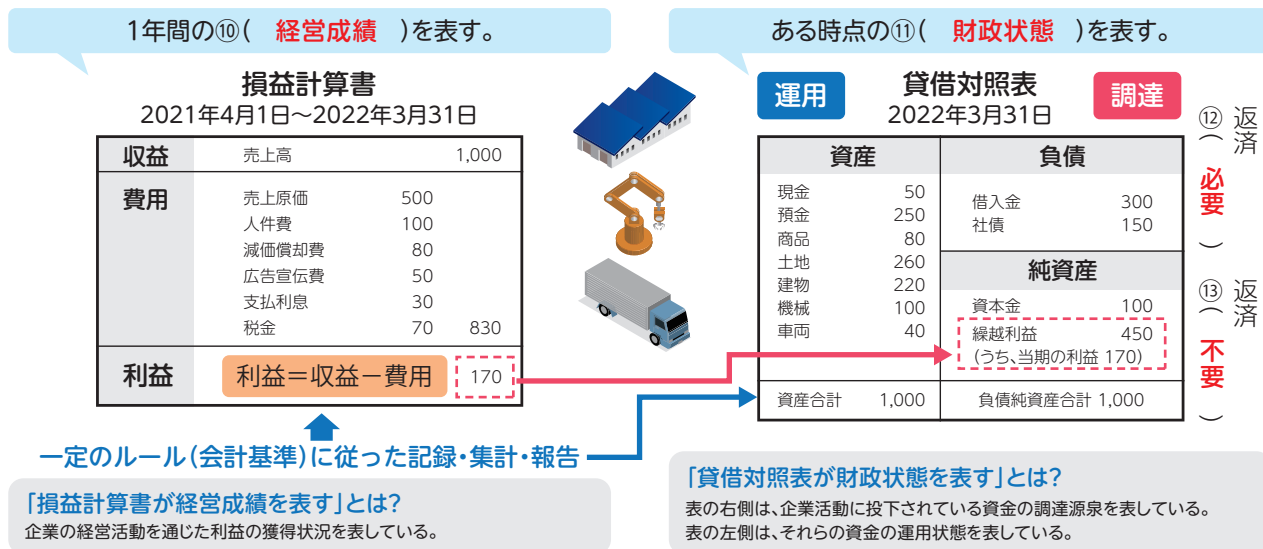 1年間の⑩( 経営成績 )を表す。
損益計算書
2021年4月1日～2022年3月31日
収益 売上高 1,000
費用 売上原価 500
人件費 100
減価償却費 80
広告宣伝費 50
支払利息 30
税金 70 830
利益 利益＝収益－費用 170
一定のルール(会計基準)に従った記録・集計・報告
「損益計算書が経営成績を表す」とは?
企業の経営活動を通じた利益の獲得状況を表している。
ある時点の⑪( 財政状態 )を表す。
運用
貸借対照表
2022年3月31日
調達
資産
現金 50
預金 250
商品 80
土地 260
建物 220
機械 100
車両 40
資産合計 1,000
負債
借入金 300
社債 150
純資産
資本金 100
繰越利益 450
(うち、当期の利益 170)
負債純資産合計 1,000
返済
⑫( 必要 )
返済
⑬( 不要 )
「貸借対照表が財政状態を表す」とは?
表の右側は、企業活動に投下されている資金の調達源泉を表している。
表の左側は、それらの資金の運用状態を表している。